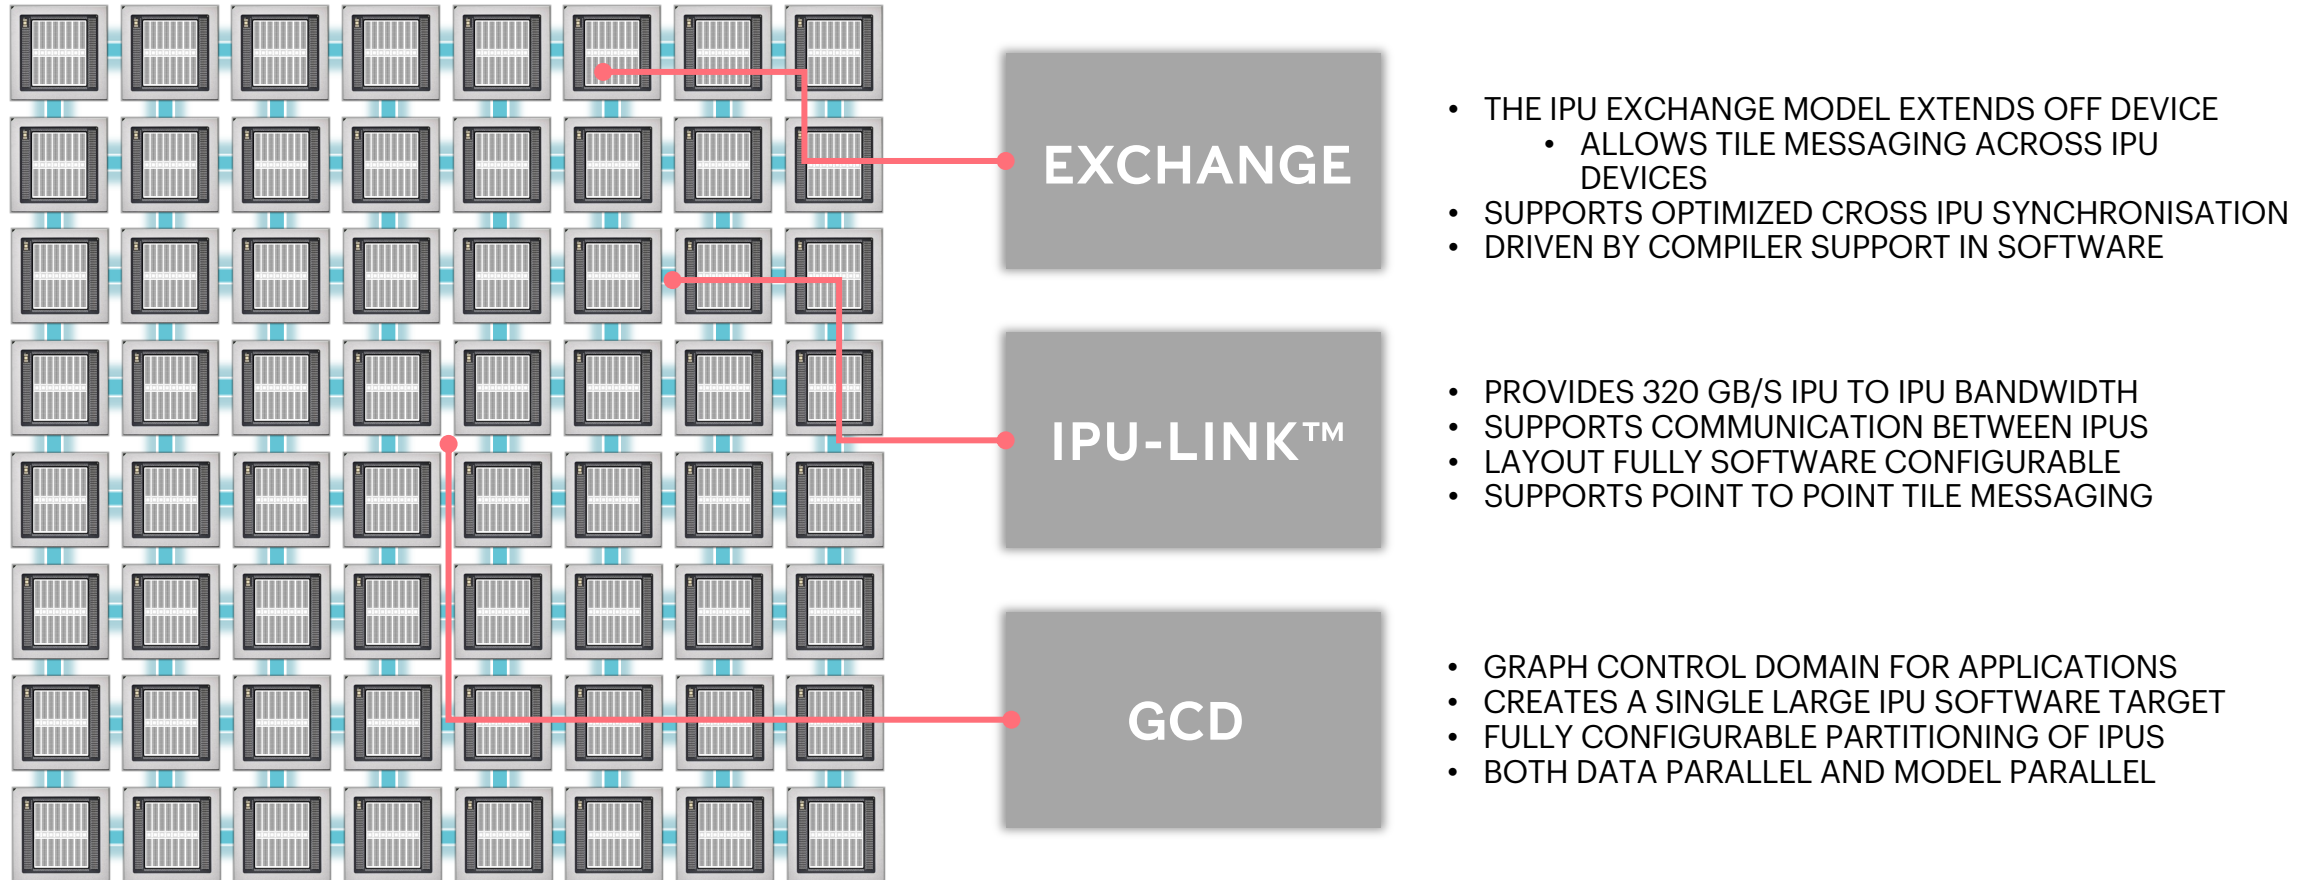 EXCHANGE
• THE IPU EXCHANGE MODEL EXTENDS OFF DEVICE
• ALLOWS TILE MESSAGING ACROSS IPU
DEVICES
• SUPPORTS OPTIMIZED CROSS IPU SYNCHRONISATION
• DRIVEN BY COMPILER SUPPORT IN SOFTWARE
IPU-LINK™
• PROVIDES 320 GB/S IPU TO IPU BANDWIDTH
• SUPPORTS COMMUNICATION BETWEEN IPUS
• LAYOUT FULLY SOFTWARE CONFIGURABLE
• SUPPORTS POINT TO POINT TILE MESSAGING
GCD
• GRAPH CONTROL DOMAIN FOR APPLICATIONS
• CREATES A SINGLE LARGE IPU SOFTWARE TARGET
• FULLY CONFIGURABLE PARTITIONING OF IPUS
• BOTH DATA PARALLEL AND MODEL PARALLEL